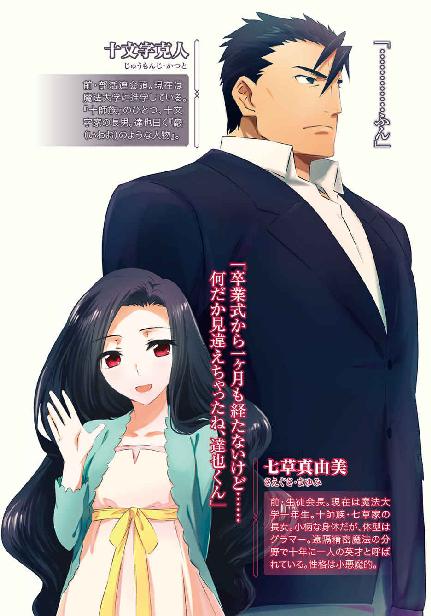 『…………ふん』
十文字克人
じゅうもんじ・かつと
前・部活連会頭。現在は
魔法大学に進学している。
『十師族』のひとつ、十文
字家の長男。達也曰く『巌
(いわお)のような人物』。
『卒業式から一ヶ月も経たないけど……
何だか見違えちゃったね、達也くん』
七草真由美
さえぐさ・まゆみ
前・生徒会長。現在は魔法大
学一年生。十師族・七草家の
長女。小柄な身体だが、体型は
グラマー。遠隔精密魔法の分
野で十年に一人の英才と呼ば
れている。性格は小悪魔的。